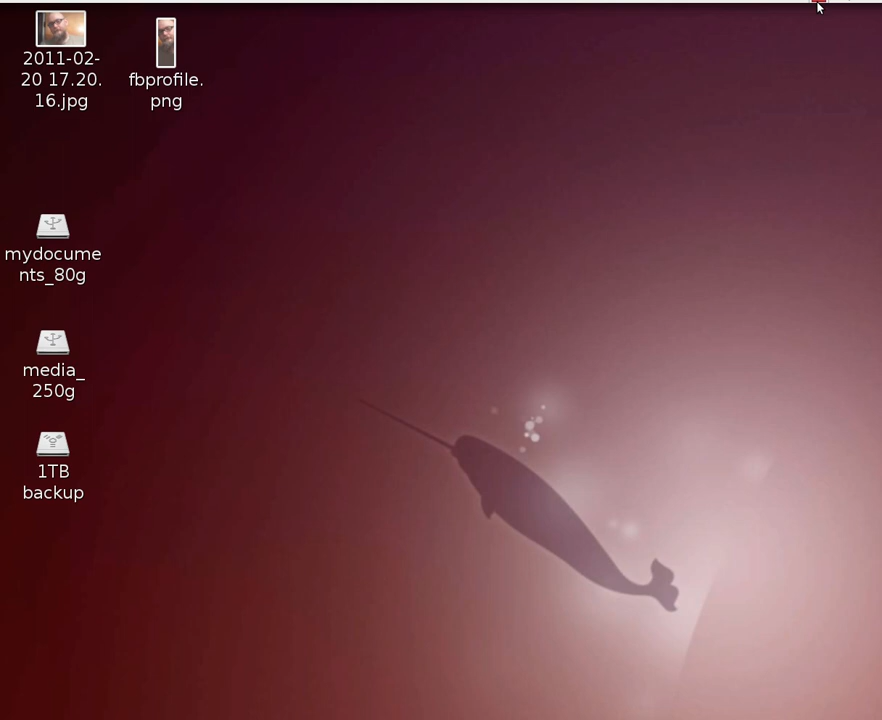 2011-02-
20 17.20.
16.jpg
fbprofile.
png
mydocume
nts_80g
media_
250g
1TB
backup